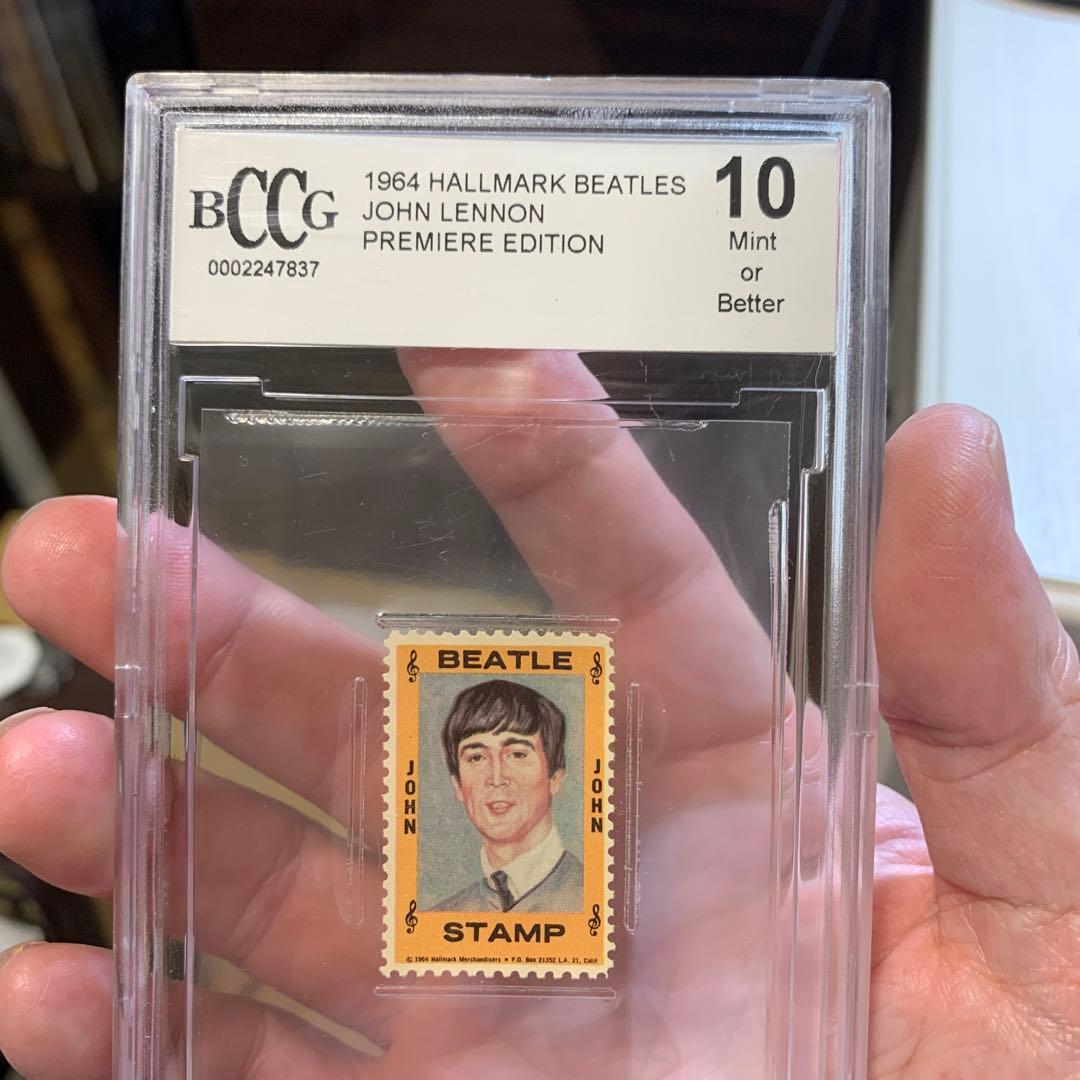 BCCG
0002247837
1964 HALLMARK BEATLES
JOHN LENNON
PREMIERE EDITION
10
Mint
or
Better
BEATLE
JOHN
JOHN
STAMP
© 1964 Hallmark Merchandisers • P.O. Box 21352 L.A. 21, Calif.